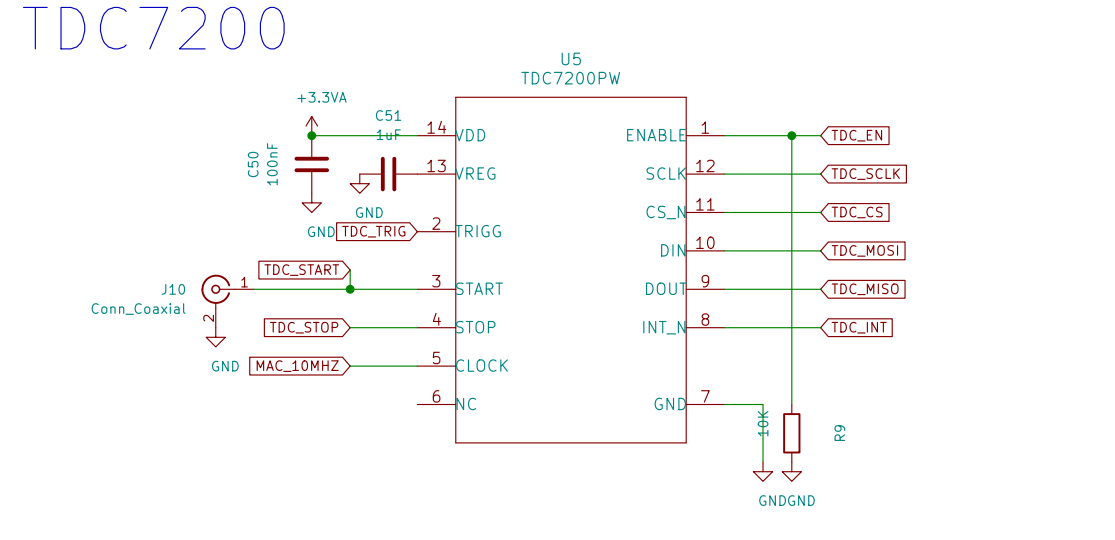 TDC7200
U5
TDC7200PW
+3.3VA
C51
1uF
C50
100nF
14
VDD
ENABLE
1
TDC_EN
13
VREG
SCLK
12
TDC_SCLK
GND
CS_N
11
TDC_CS
GND
TDC_TRIG
2
TRIGG
DIN
10
TDC_MOSI
TDC_START
J10
Conn_Coaxial
1
2
3
START
DOUT
9
TDC_MISO
TDC_STOP
4
STOP
INT_N
8
TDC_INT
GND
MAC_10MHZ
5
CLOCK
6
NC
GND
7
10K
R9
GND
GND